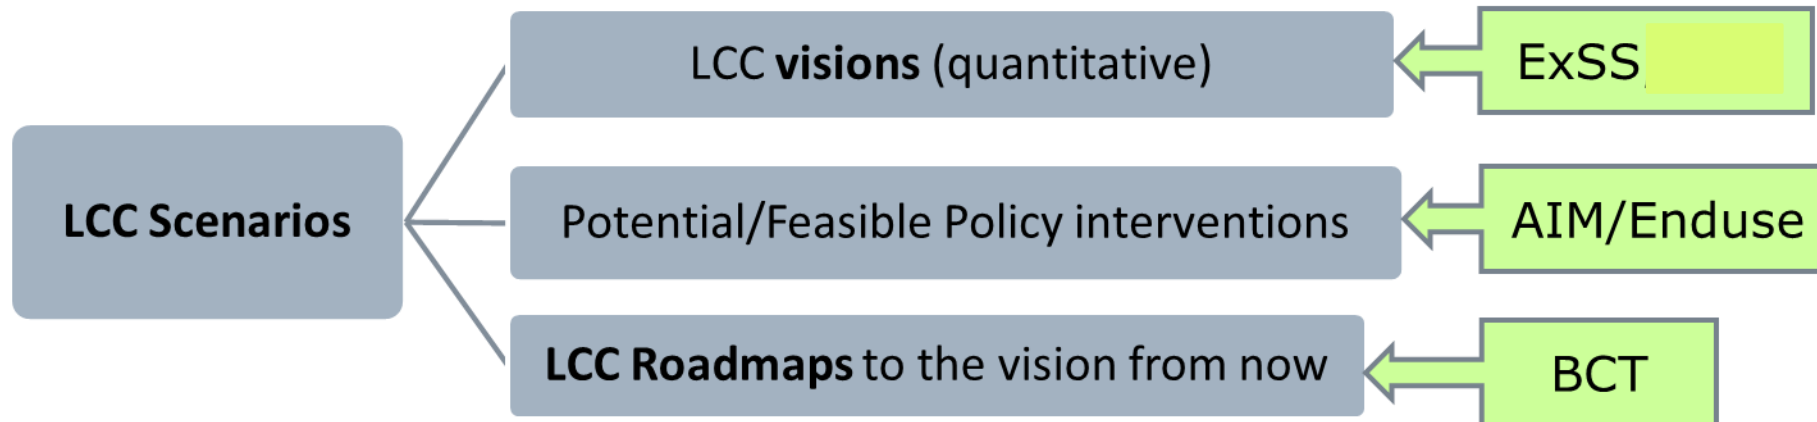 LCC visions (quantitative)
ExSS
LCC Scenarios
Potential/Feasible Policy interventions
AIM/Enduse
LCC Roadmaps to the vision from now
BCT